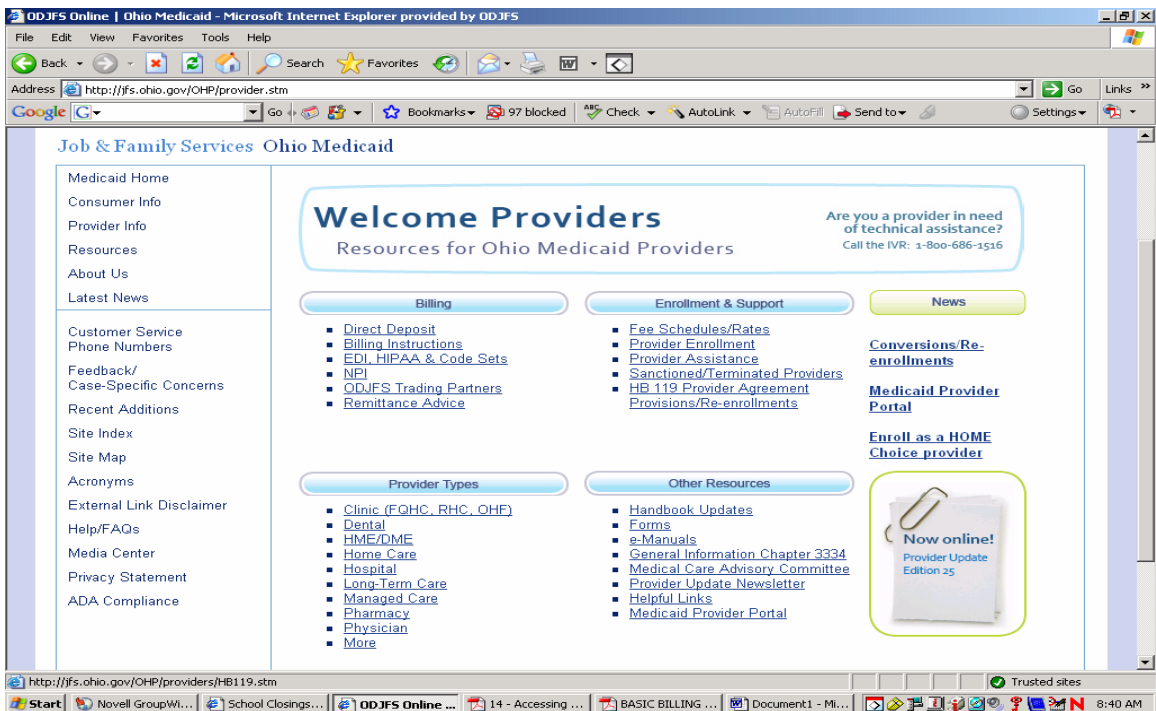 ODJFS Online | Ohio Medicaid - Microsoft Internet Explorer provided by ODJFS
File Edit View Favorites Tools Help
Back Search Favorites
Address http://jfs.ohio.gov/OHP/provider.stm Go Links »
Google G Go Bookmarks 97 blocked ABC Check AutoLink AutoFill Send to Settings
Job & Family Services Ohio Medicaid
Medicaid Home
Consumer Info
Provider Info
Resources
About Us
Latest News
Customer Service
Phone Numbers
Feedback/
Case-Specific Concerns
Recent Additions
Site Index
Site Map
Acronyms
External Link Disclaimer
Help/FAQs
Media Center
Privacy Statement
ADA Compliance
Welcome Providers
Resources for Ohio Medicaid Providers
Are you a provider in need
of technical assistance?
Call the IVR: 1-800-686-1516
Billing
Direct Deposit
Billing Instructions
EDI, HIPAA & Code Sets
NPI
ODJFS Trading Partners
Remittance Advice
Enrollment & Support
Fee Schedules/Rates
Provider Enrollment
Provider Assistance
Sanctioned/Terminated Providers
HB 119 Provider Agreement
Provisions/Re-enrollments
News
Conversions/Re-
enrollments
Medicaid Provider
Portal
Enroll as a HOME
Choice provider
Provider Types
Clinic (FQHC, RHC, OHF)
Dental
HME/DME
Home Care
Hospital
Long-Term Care
Managed Care
Pharmacy
Physician
More
Other Resources
Handbook Updates
Forms
e-Manuals
General Information Chapter 3334
Medical Care Advisory Committee
Provider Update Newsletter
Helpful Links
Medicaid Provider Portal
Now online!
Provider Update
Edition 25
http://jfs.ohio.gov/OHP/providers/HB119.stm Trusted sites
Start Novell GroupWi... School Closings... ODJFS Online ... 14 - Accessing ... BASIC BILLING ... Document1 - Mi... 8:40 AM